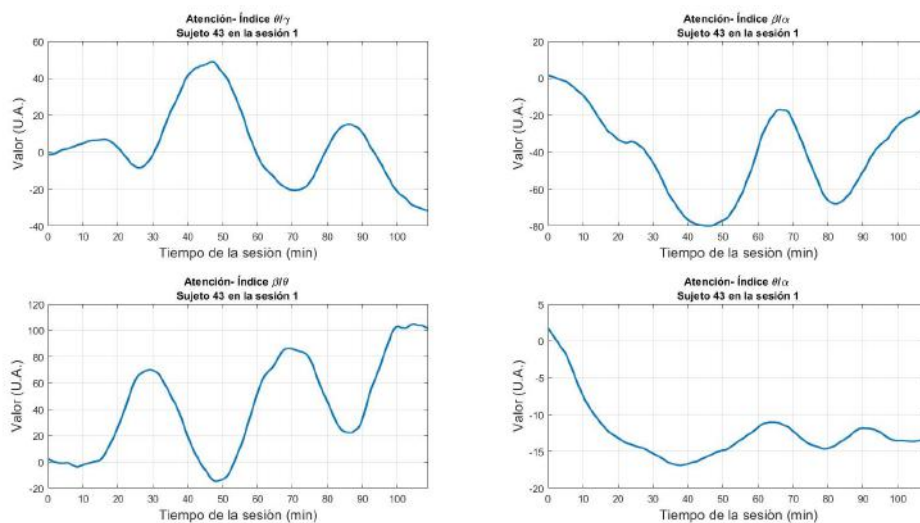 Atención- Índice θ/γ
Sujeto 43 en la sesión 1
60
40
20
0
-20
-40
Valor (U.A.)
0 10 20 30 40 50 60 70 80 90 100
Tiempo de la sesiòn (min)
Atención- Índice β/α
Sujeto 43 en la sesión 1
20
0
-20
-40
-60
-80
Valor (U.A.)
0 10 20 30 40 50 60 70 80 90 100
Tiempo de la sesiòn (min)
Atención- Índice β/θ
Sujeto 43 en la sesión 1
120
100
80
60
40
20
0
-20
Valor (U.A.)
0 10 20 30 40 50 60 70 80 90 100
Tiempo de la sesiòn (min)
Atención- Índice θ/α
Sujeto 43 en la sesión 1
5
0
-5
-10
-15
-20
Valor (U.A.)
0 10 20 30 40 50 60 70 80 90 100
Tiempo de la sesiòn (min)